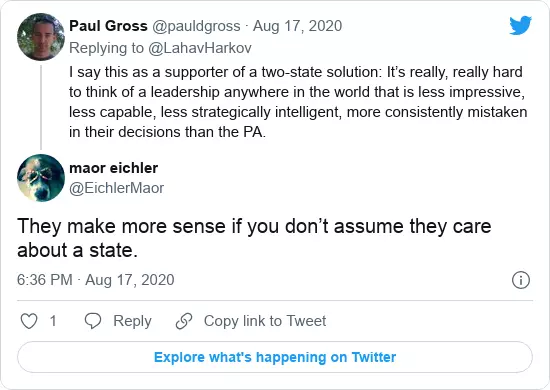 Paul Gross @pauldgross · Aug 17, 2020
Replying to @LahavHarkov
I say this as a supporter of a two-state solution: It’s really, really hard
to think of a leadership anywhere in the world that is less impressive,
less capable, less strategically intelligent, more consistently mistaken
in their decisions than the PA.
maor eichler
@EichlerMaor
They make more sense if you don’t assume they care
about a state.
6:36 PM · Aug 17, 2020
1 Reply Copy link to Tweet
Explore what's happening on Twitter